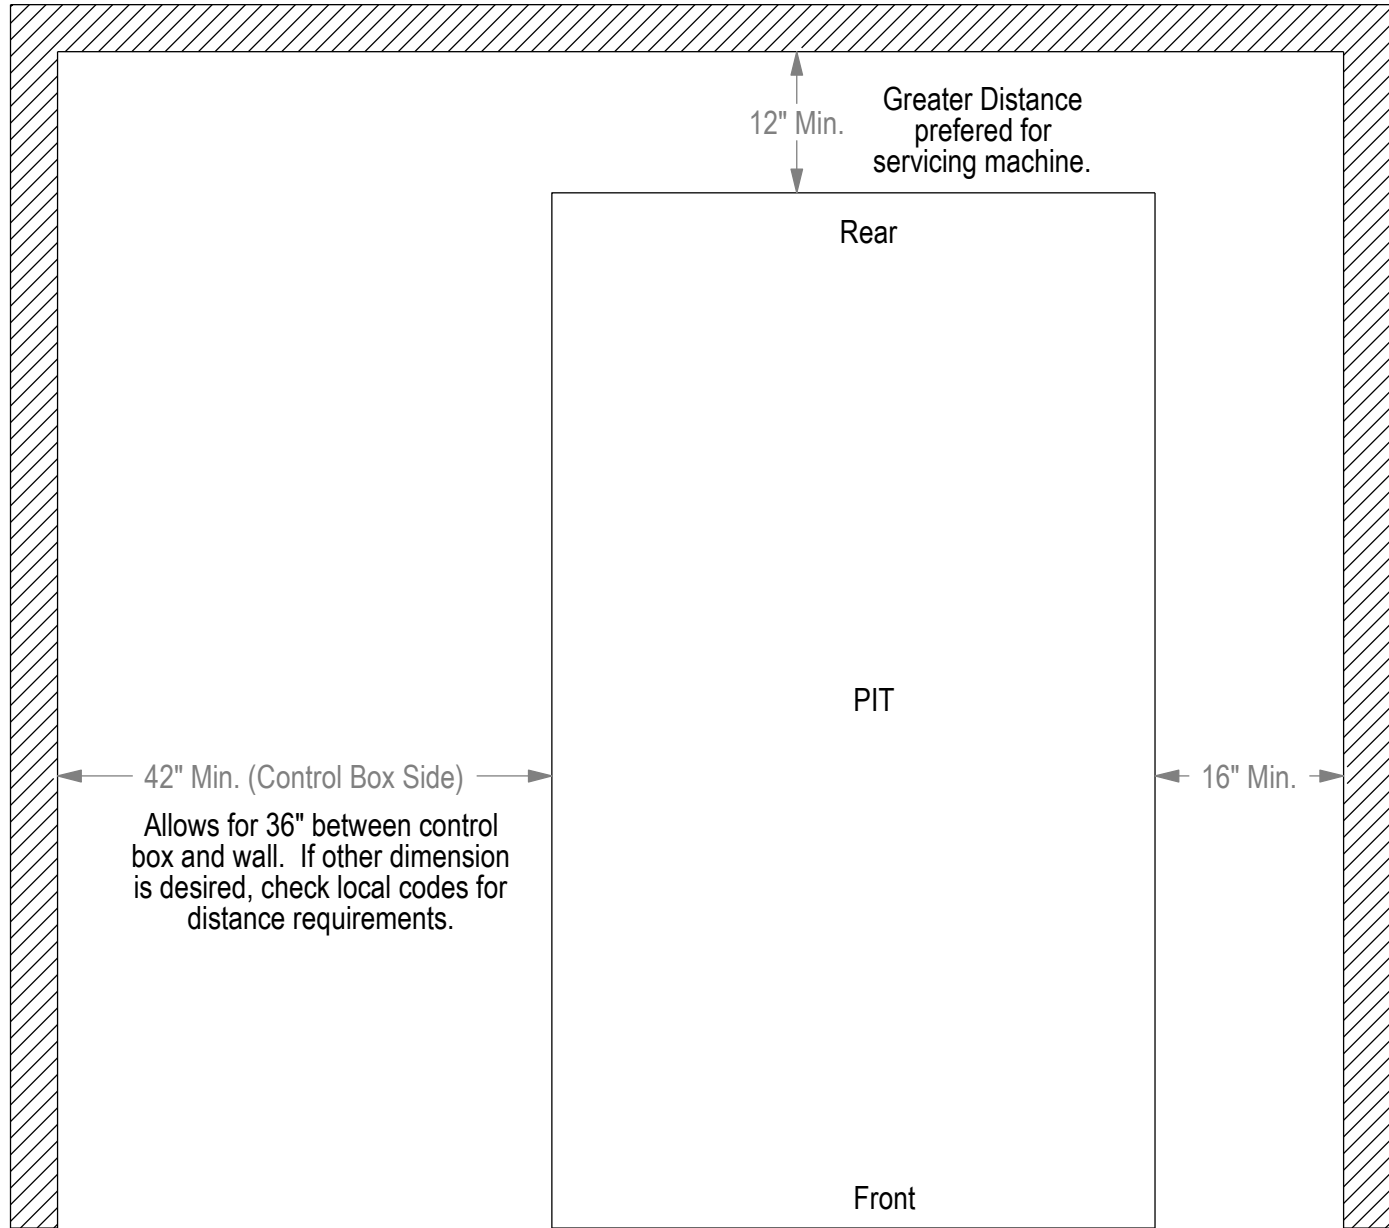 12" Min.
Greater Distance
prefered for
servicing machine.
Rear
PIT
42" Min. (Control Box Side)
16" Min.
Allows for 36" between control
box and wall.  If other dimension
is desired, check local codes for
distance requirements.
Front